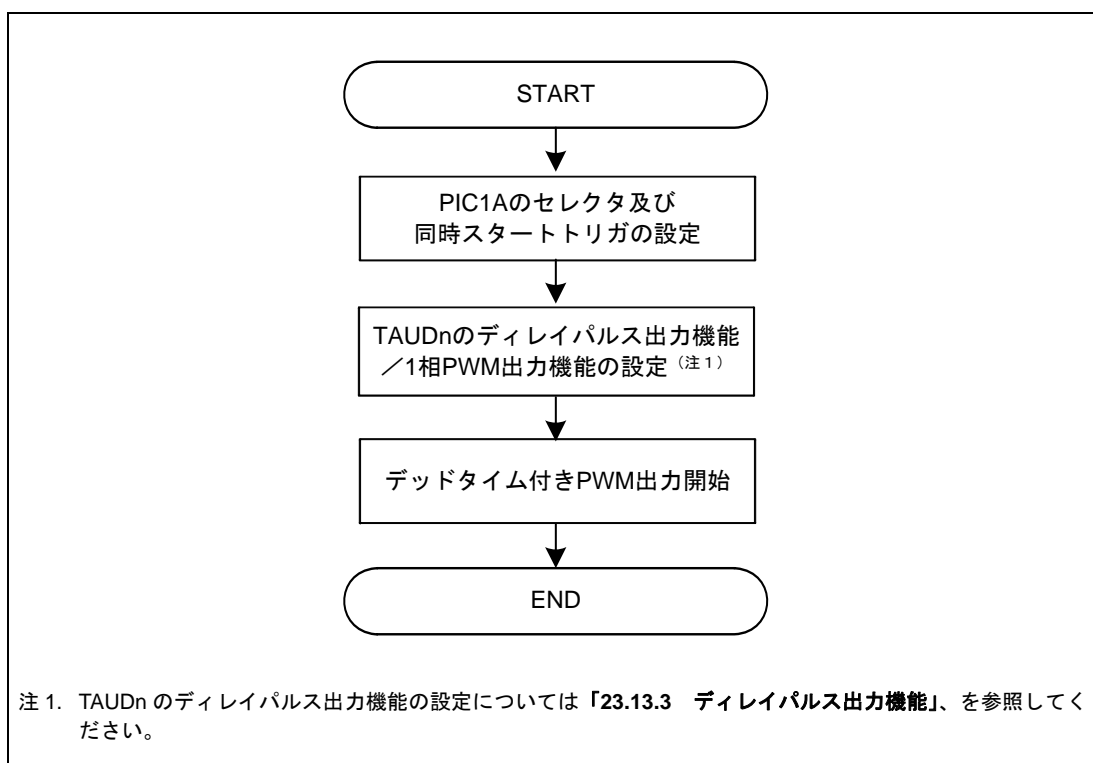 START
PIC1Aのセレクタ及び
同時スタートトリガの設定
TAUDnのディレイパルス出力機能
／1相PWM出力機能の設定（注１）
デッドタイム付きPWM出力開始
END
注 1. TAUDn のディレイパルス出力機能の設定については「23.13.3 ディレイパルス出力機能」、を参照してく
ださい。